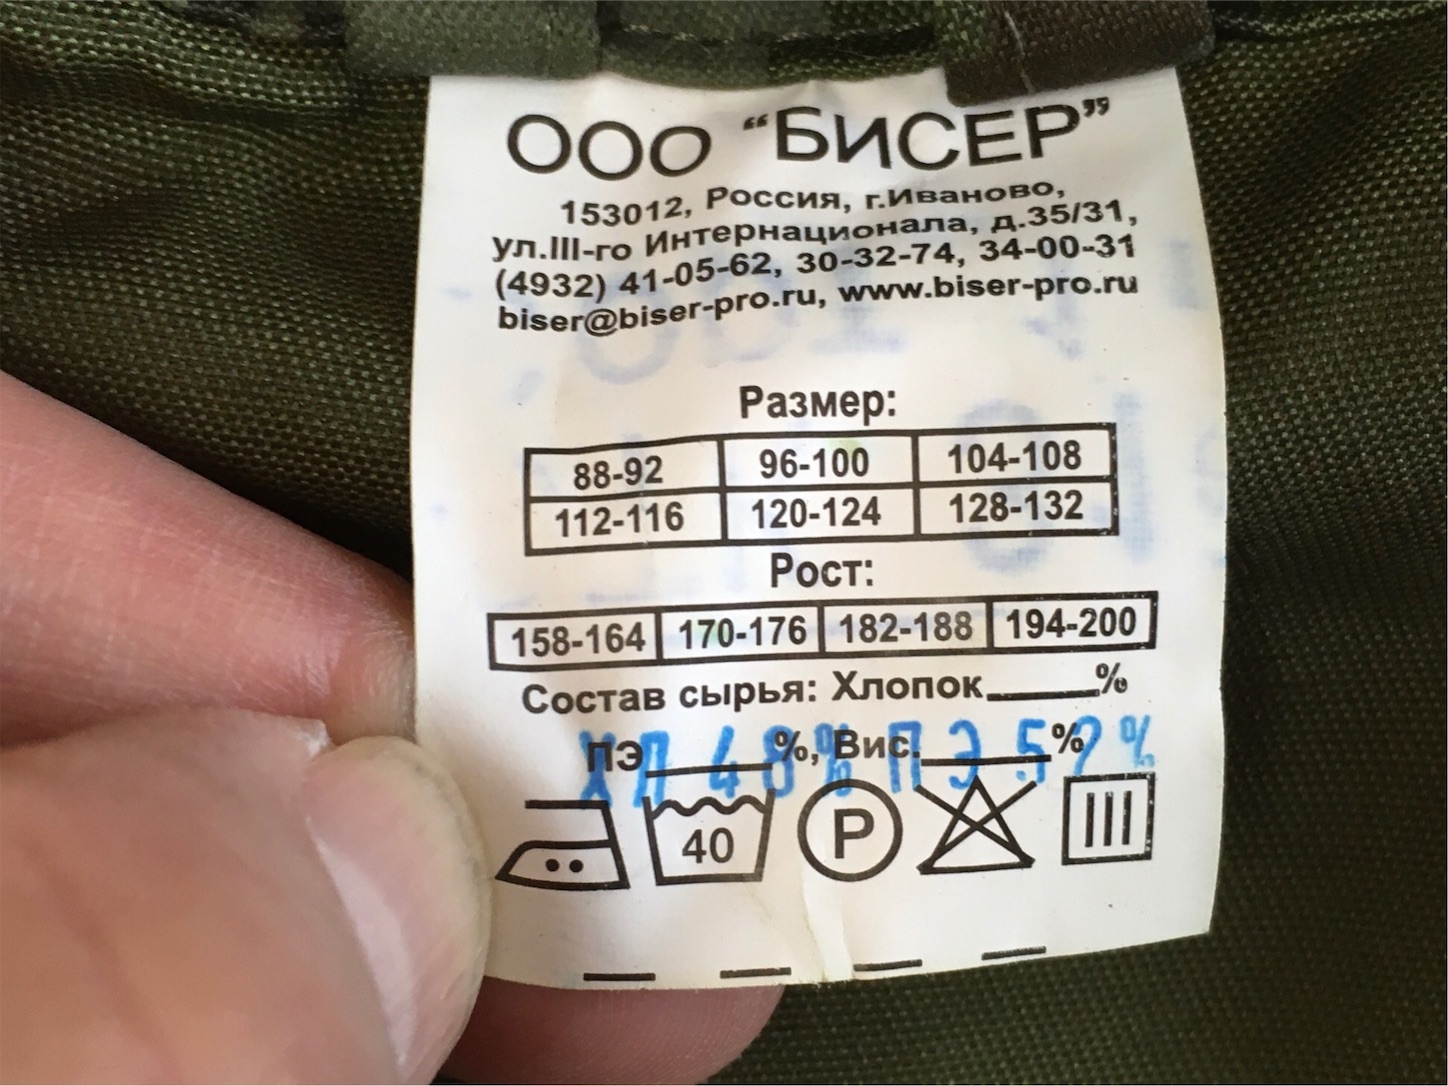 ООО “БИСЕР”
153012, Россия, г.Иваново,
ул.III-го Интернационала, д.35/31,
(4932) 41-05-62, 30-32-74, 34-00-31
biser@biser-pro.ru, www.biser-pro.ru
Размер:
88-92 96-100 104-108
112-116 120-124 128-132
Рост:
158-164 170-176 182-188 194-200
Состав сырья: Хлопок_____%
ПЭ_____%, Вис._____%
ХЛ 48% ПЭ 52%
40 P